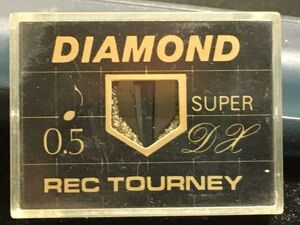 DIAMOND
SUPER
0.5 DX
REC TOURNEY